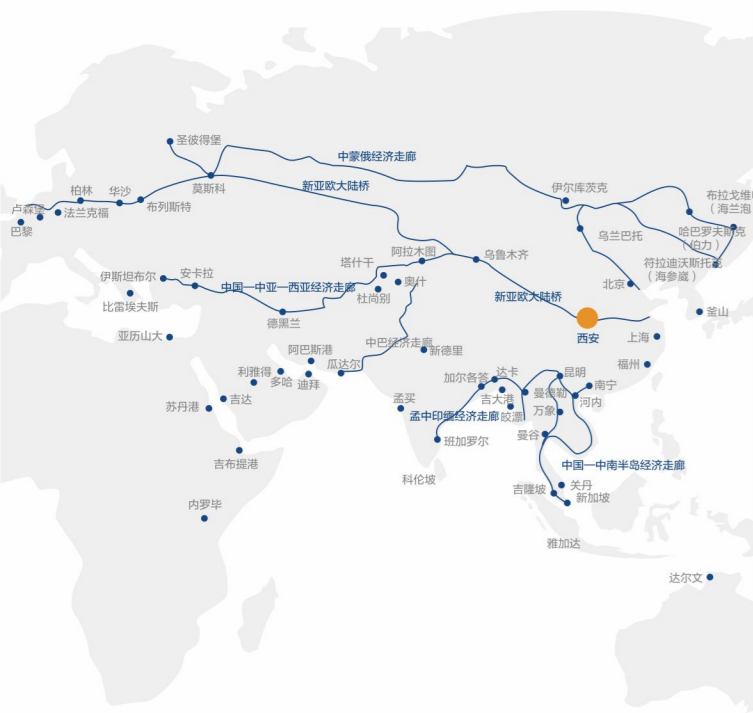 圣彼得堡
中蒙俄经济走廊
柏林
华沙
莫斯科
新亚欧大陆桥
伊尔库茨克
卢森堡
法兰克福
布列斯特
布拉戈维
（海兰泡
巴黎
哈巴罗夫斯克
（伯力）
乌兰巴托
阿拉木图
乌鲁木齐
塔什干
符拉迪沃斯托克
（海参崴）
伊斯坦布尔
安卡拉
中国—中亚—西亚经济走廊
奥什
北京
杜尚别
新亚欧大陆桥
比雷埃夫斯
德黑兰
釜山
亚历山大
西安
上海
中巴经济走廊
阿巴斯港
新德里
瓜达尔
福州
利雅得
多哈
迪拜
加尔各答
达卡
昆明
南宁
吉达
孟买
吉大港
曼德勒
河内
苏丹港
孟中印缅经济走廊
皎漂
万象
班加罗尔
曼谷
吉布提港
中国—中南半岛经济走廊
科伦坡
吉隆坡
关丹
新加坡
内罗毕
雅加达
达尔文